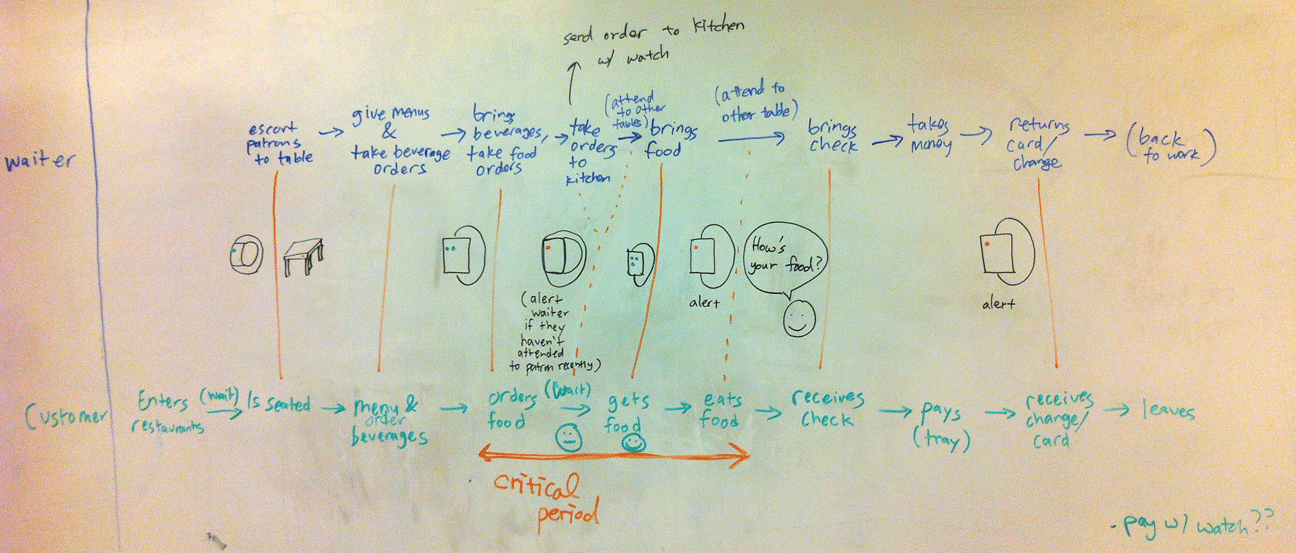 send order to kitchen
w/ watch
Waiter
escort
patrons
to table
give menus
&
take beverage
orders
brings
beverages,
take food
orders
take
orders
to
kitchen
(attend
to other
tables)
brings
food
(attend to
other table)
brings
check
takes
money
returns
card/
change
(back
to work)
(alert
waiter
if they
haven't
attended
to patron recently)
alert
How's
your food?
alert
Customer
Enters
restaurants
(wait)
Is seated
menu &
order
beverages
orders
food
(wait)
gets
food
eats
food
receives
check
pays
(tray)
receives
change/
card
leaves
critical
period
- pay w/ watch??